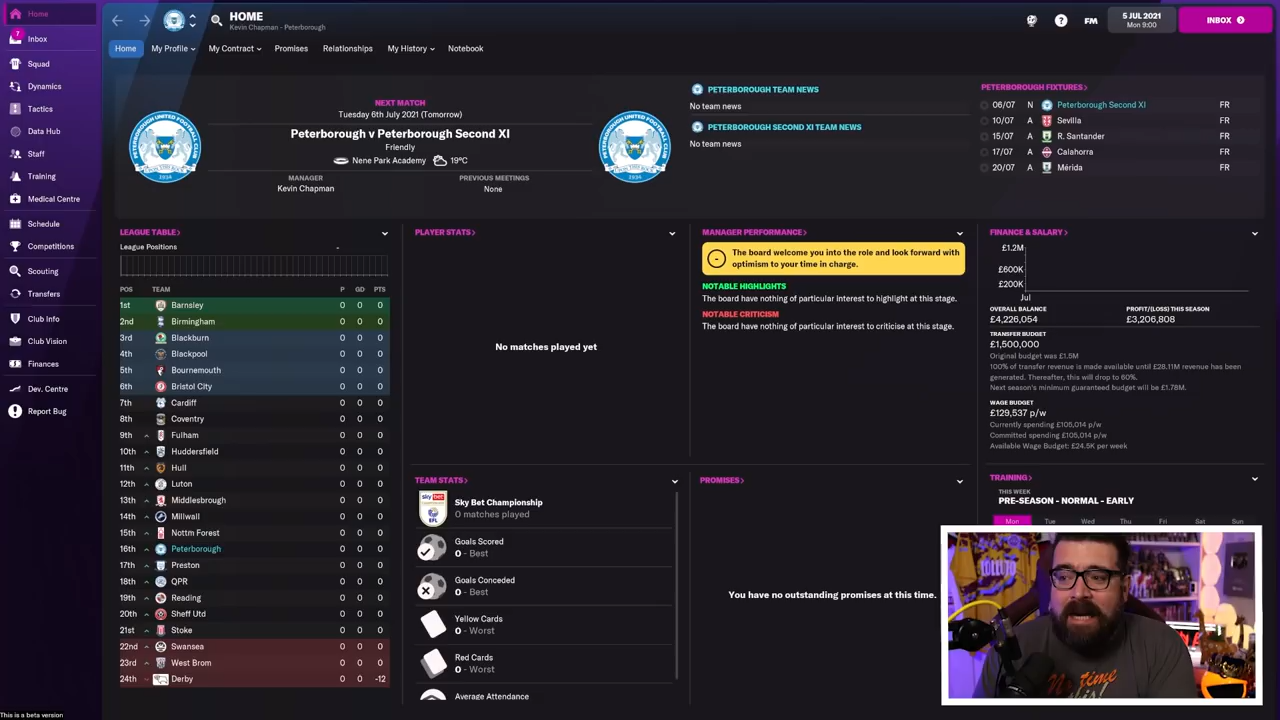 Home
7
Inbox
Squad
Dynamics
Tactics
Data Hub
Staff
Training
Medical Centre
Schedule
Competitions
Scouting
Transfers
Club Info
Club Vision
Finances
Dev. Centre
Report Bug
This is a beta version
HOME
Kevin Chapman - Peterborough
?
FM
5 JUL 2021
Mon 9:00
INBOX
Home
My Profile
My Contract
Promises
Relationships
My History
Notebook
NEXT MATCH
Tuesday 6th July 2021 (Tomorrow)
Peterborough v Peterborough Second XI
Friendly
Nene Park Academy 19°C
MANAGER
Kevin Chapman
PREVIOUS MEETINGS
None
PETERBOROUGH UNITED FOOTBALL CLUB
1934
PETERBOROUGH UNITED FOOTBALL CLUB
1934
PETERBOROUGH TEAM NEWS
No team news
PETERBOROUGH SECOND XI TEAM NEWS
No team news
PETERBOROUGH FIXTURES
06/07 N Peterborough Second XI FR
10/07 A Sevilla FR
15/07 A R. Santander FR
17/07 A Calahorra FR
20/07 A Mérida FR
LEAGUE TABLE
League Positions -
POS TEAM P GD PTS
1st Barnsley 0 0 0
2nd Birmingham 0 0 0
3rd Blackburn 0 0 0
4th Blackpool 0 0 0
5th Bournemouth 0 0 0
6th Bristol City 0 0 0
7th Cardiff 0 0 0
8th Coventry 0 0 0
9th Fulham 0 0 0
10th Huddersfield 0 0 0
11th Hull 0 0 0
12th Luton 0 0 0
13th Middlesbrough 0 0 0
14th Millwall 0 0 0
15th Nottm Forest 0 0 0
16th Peterborough 0 0 0
17th Preston 0 0 0
18th QPR 0 0 0
19th Reading 0 0 0
20th Sheff Utd 0 0 0
21st Stoke 0 0 0
22nd Swansea 0 0 0
23rd West Brom 0 0 0
24th Derby 0 0 -12
PLAYER STATS
No matches played yet
TEAM STATS
sky bet
CHAMPIONSHIP
EFL
Sky Bet Championship
0 matches played
Goals Scored
0 - Best
Goals Conceded
0 - Best
Yellow Cards
0 - Worst
Red Cards
0 - Worst
Average Attendance
MANAGER PERFORMANCE
The board welcome you into the role and look forward with
optimism to your time in charge.
NOTABLE HIGHLIGHTS
The board have nothing of particular interest to highlight at this stage.
NOTABLE CRITICISM
The board have nothing of particular interest to criticise at this stage.
PROMISES
You have no outstanding promises at this time.
FINANCE & SALARY
£1.2M
£600K
£200K
Jul
OVERALL BALANCE
£4,226,054
PROFIT/(LOSS) THIS SEASON
£3,206,808
TRANSFER BUDGET
£1,500,000
Original budget was £1.5M
100% of transfer revenue is made available until £28.11M revenue has been
generated. Thereafter, this will drop to 60%.
Next season's minimum guaranteed budget will be £1.78M.
WAGE BUDGET
£129,537 p/w
Currently spending £105,014 p/w
Committed spending £105,014 p/w
Available Wage Budget: £24.5K per week
TRAINING
THIS WEEK
PRE-SEASON - NORMAL - EARLY
Mon Tue Wed Thu Fri Sat Sun